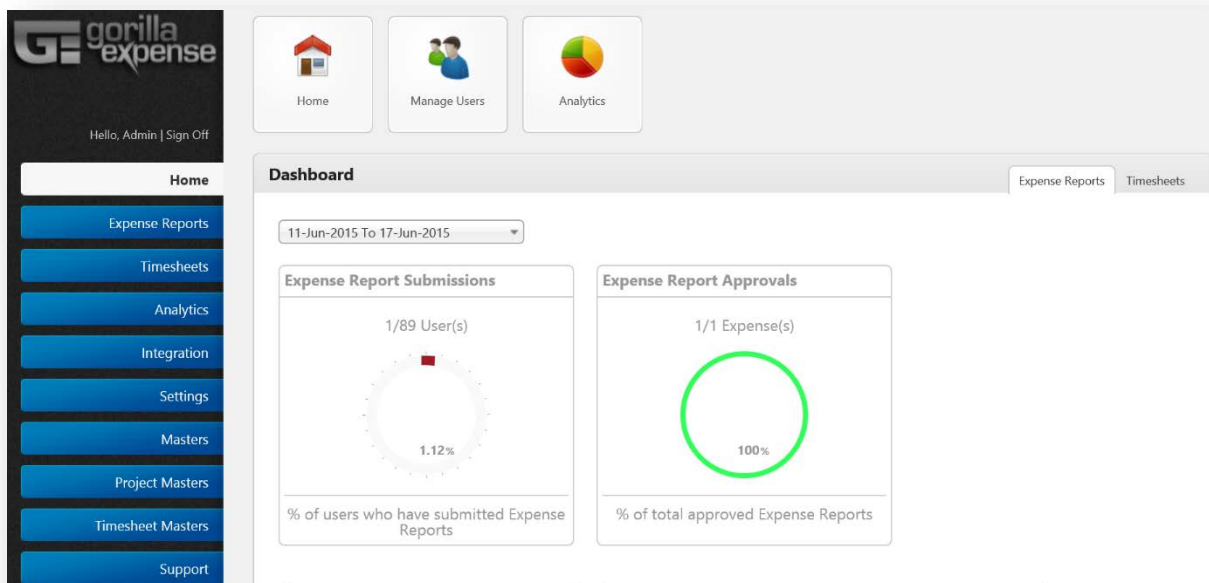 GE gorilla
expense
Hello, Admin | Sign Off
Home
Expense Reports
Timesheets
Analytics
Integration
Settings
Masters
Project Masters
Timesheet Masters
Support
Home
Manage Users
Analytics
Dashboard
Expense Reports
Timesheets
11-Jun-2015 To 17-Jun-2015
Expense Report Submissions
1/89 User(s)
1.12%
% of users who have submitted Expense
Reports
Expense Report Approvals
1/1 Expense(s)
100%
% of total approved Expense Reports